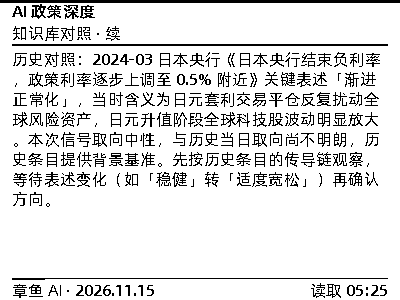 AI 政策深度
知识库对照 · 续
历史对照：2024-03 日本央行《日本央行结束负利率
，政策利率逐步上调至 0.5% 附近》关键表述「渐进
正常化」，当时含义为日元套利交易平仓反复扰动全
球风险资产，日元升值阶段全球科技股波动明显放大
。本次信号取向中性，与历史当日取向尚不明朗，历
史条目提供背景基准。先按历史条目的传导链观察，
等待表述变化（如「稳健」转「适度宽松」）再确认
方向。
章鱼 AI · 2026.11.15
读取 05:25